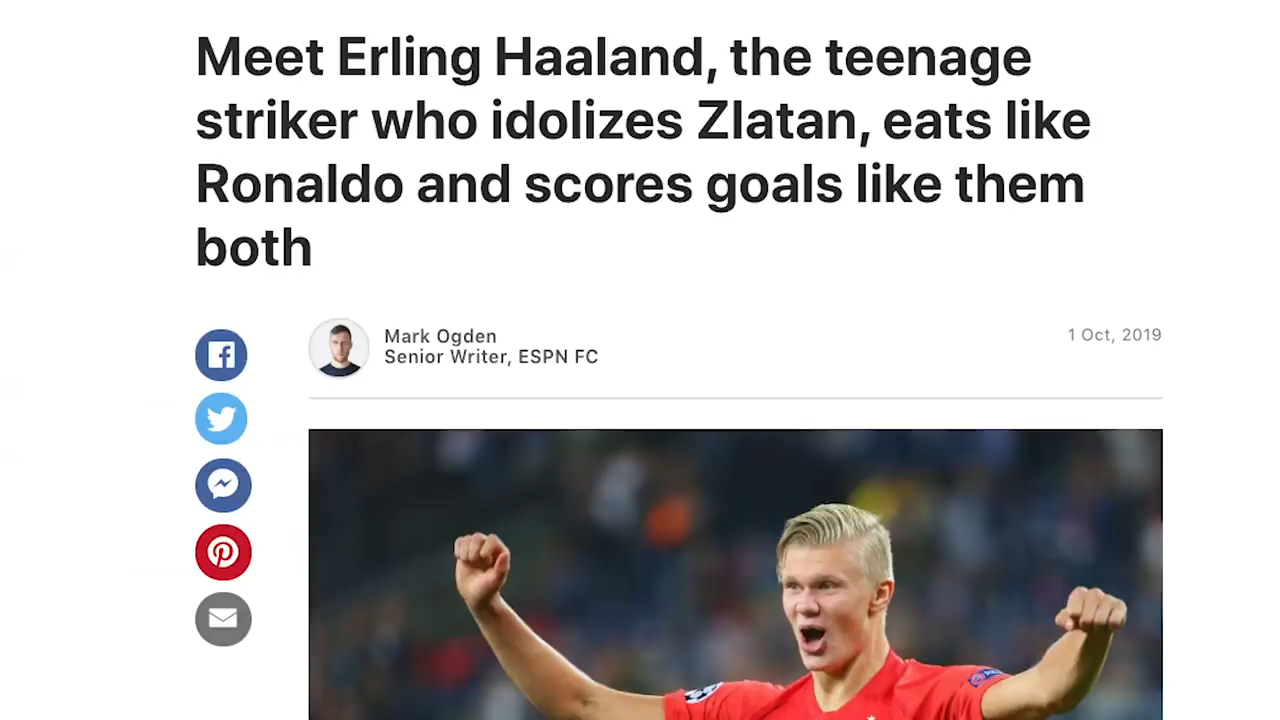 Meet Erling Haaland, the teenage
striker who idolizes Zlatan, eats like
Ronaldo and scores goals like them
both
Mark Ogden
Senior Writer, ESPN FC
1 Oct, 2019